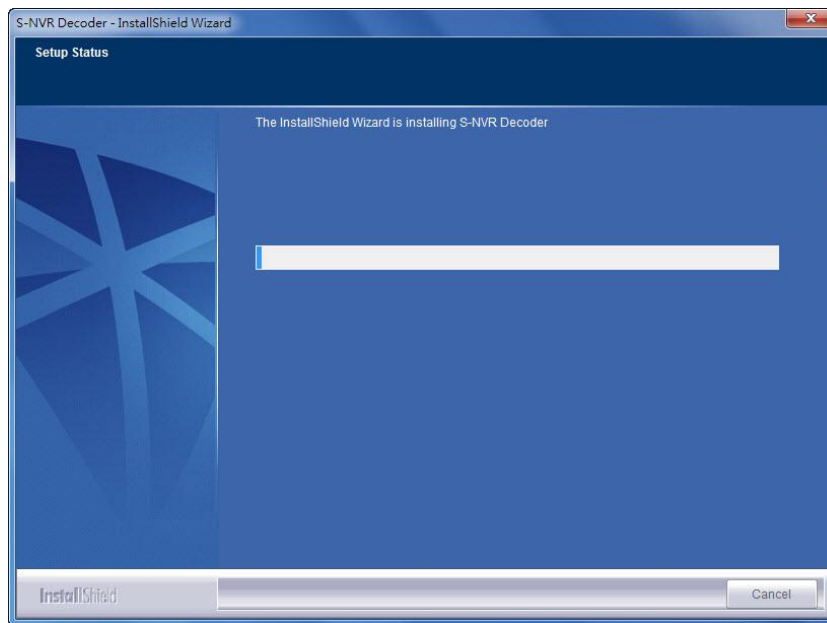 S-NVR Decoder - InstallShield Wizard
Setup Status
The InstallShield Wizard is installing S-NVR Decoder
InstallShield
Cancel